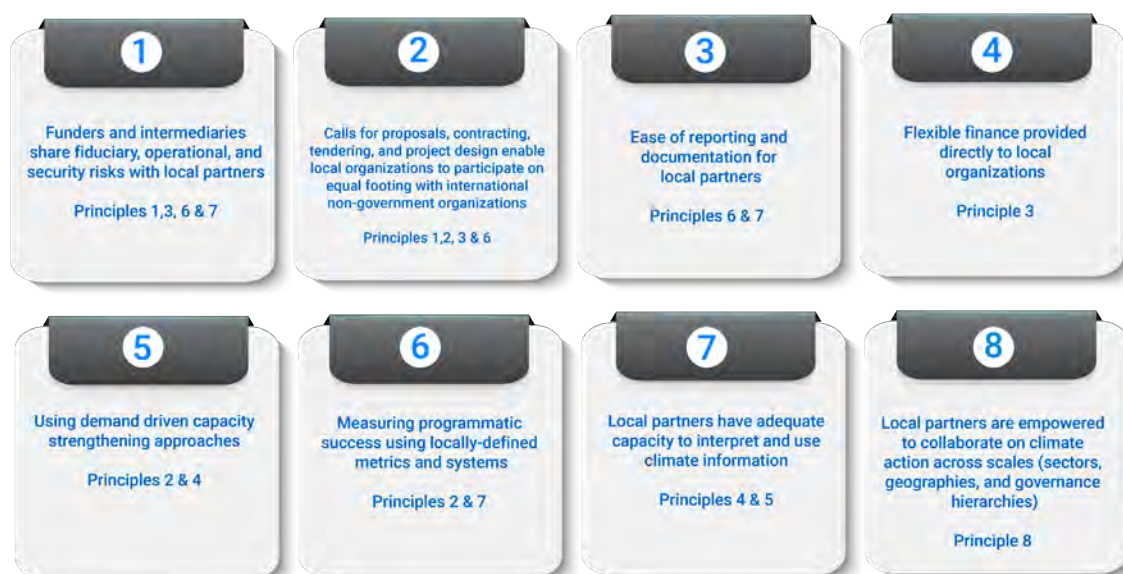 1
Funders and intermediaries
share fiduciary, operational, and
security risks with local partners
Principles 1,3, 6 & 7
2
Calls for proposals, contracting,
tendering, and project design enable
local organizations to participate on
equal footing with international
non-government organizations
Principles 1,2, 3 & 6
3
Ease of reporting and
documentation for
local partners
Principles 6 & 7
4
Flexible finance provided
directly to local
organizations
Principle 3
5
Using demand driven capacity
strengthening approaches
Principles 2 & 4
6
Measuring programmatic
success using locally-defined
metrics and systems
Principles 2 & 7
7
Local partners have adequate
capacity to interpret and use
climate information
Principles 4 & 5
8
Local partners are empowered
to collaborate on climate
action across scales (sectors,
geographies, and governance
hierarchies)
Principle 8